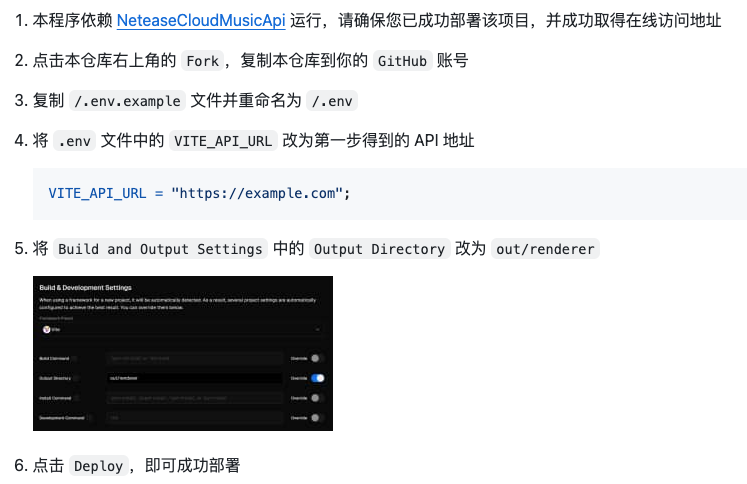 1. 本程序依赖 NeteaseCloudMusicApi 运行，请确保您已成功部署该项目，并成功取得在线访问地址
2. 点击本仓库右上角的 Fork，复制本仓库到你的 GitHub 账号
3. 复制 /.env.example 文件并重命名为 /.env
4. 将 .env 文件中的 VITE_API_URL 改为第一步得到的 API 地址
VITE_API_URL = "https://example.com";
5. 将 Build and Output Settings 中的 Output Directory 改为 out/renderer
Build & Development Settings
When using a framework for a new project, it will be automatically detected. As a result, several project settings are automatically
configured to achieve the best result. You can override them below.
Framework Preset
Vite
Build Command Override
Output Directory out/renderer Override
Install Command Override
Development Command Override
6. 点击 Deploy，即可成功部署